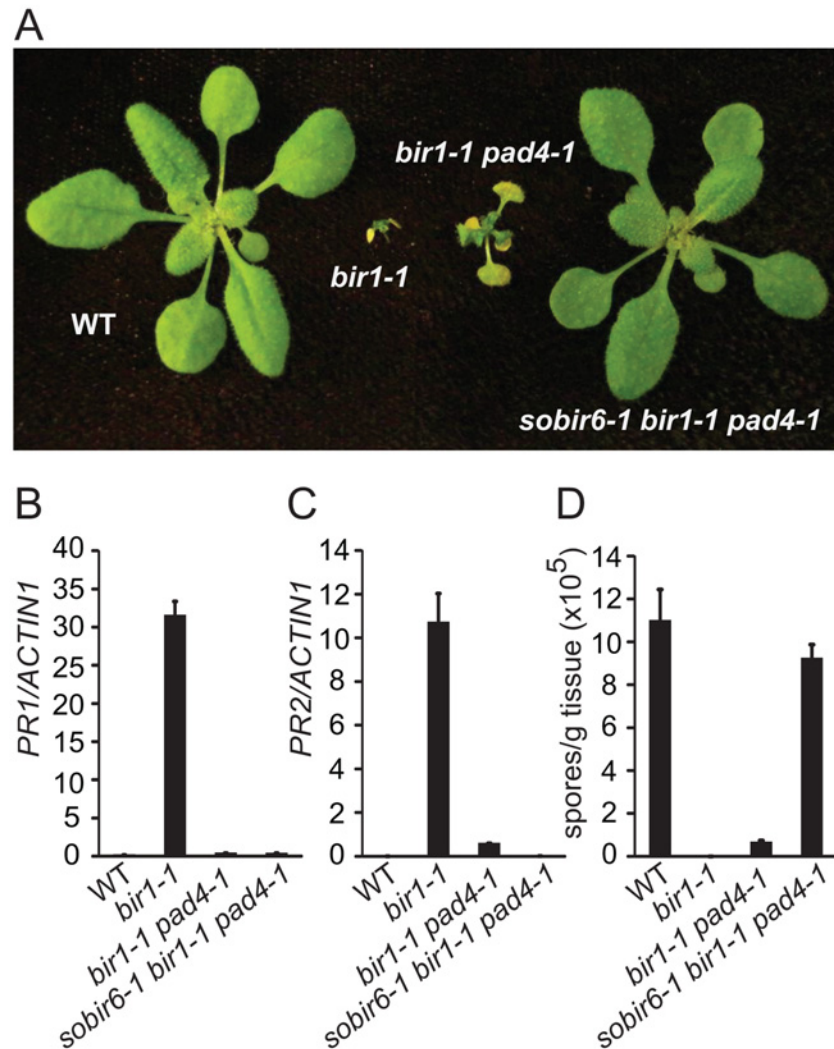 A
bir1-1 pad4-1
bir1-1
WT
sobir6-1 bir1-1 pad4-1
B
C
D
PR1/ACTIN1
40
35
30
25
20
15
10
5
0
WT
bir1-1
bir1-1 pad4-1
sobir6-1 bir1-1 pad4-1
PR2/ACTIN1
14
12
10
8
6
4
2
0
WT
bir1-1
bir1-1 pad4-1
sobir6-1 bir1-1 pad4-1
spores/g tissue (x10⁵)
14
12
10
8
6
4
2
0
WT
bir1-1
bir1-1 pad4-1
sobir6-1 bir1-1 pad4-1